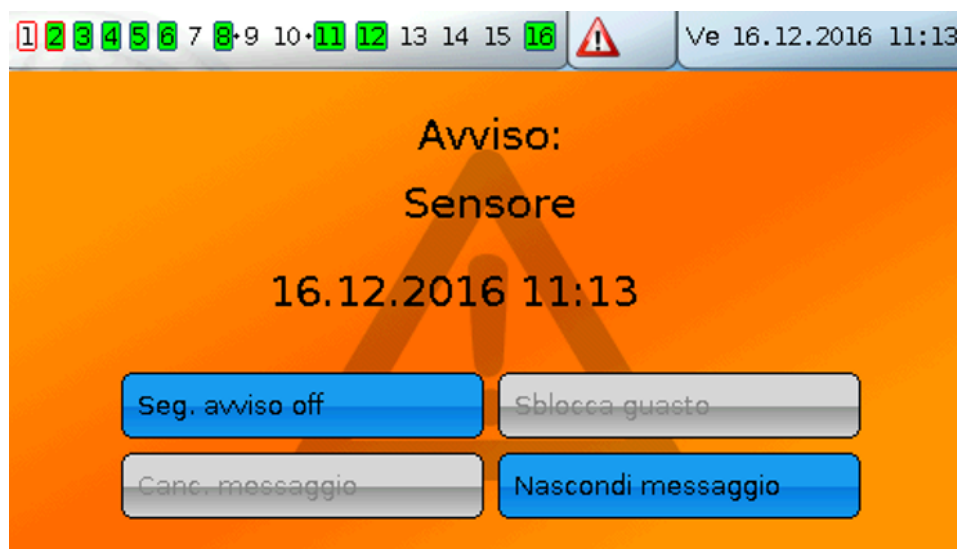 1 2 3 4 5 6 7 8•9 10•11 12 13 14 15 16 Ve 16.12.2016 11:13
Avviso:
Sensore
16.12.2016 11:13
Seg. avviso off Sblocca guasto
Canc. messaggio Nascondi messaggio